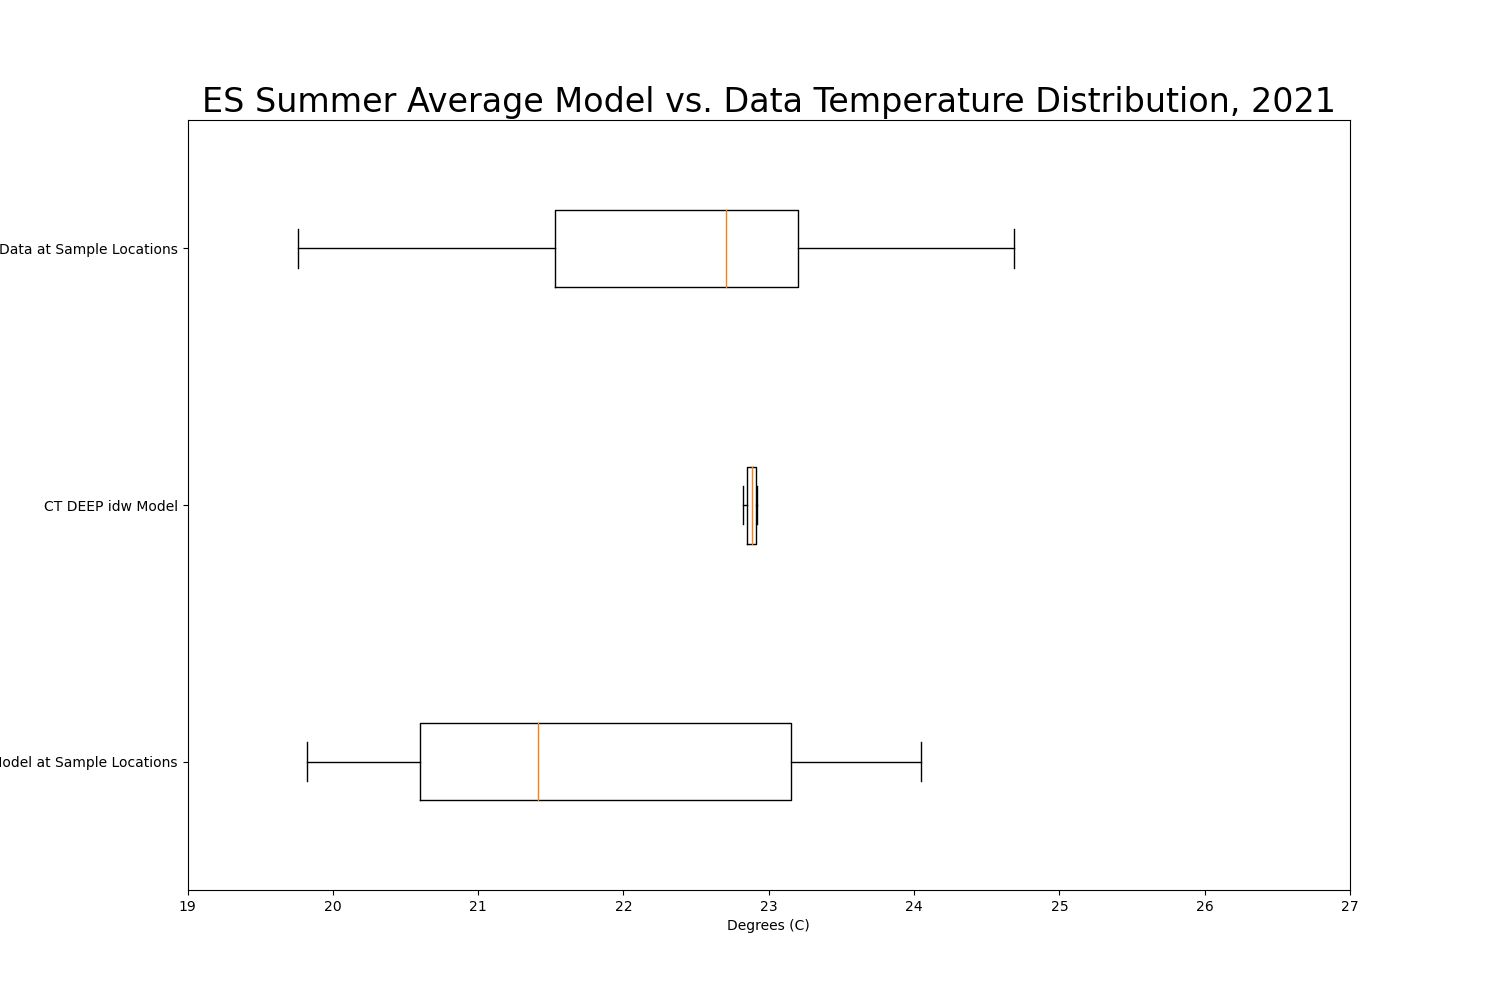 ES Summer Average Model vs. Data Temperature Distribution, 2021
Data at Sample Locations
CT DEEP idw Model
at Sample Locations
19 20 21 22 23 24 25 26 27
Degrees (C)